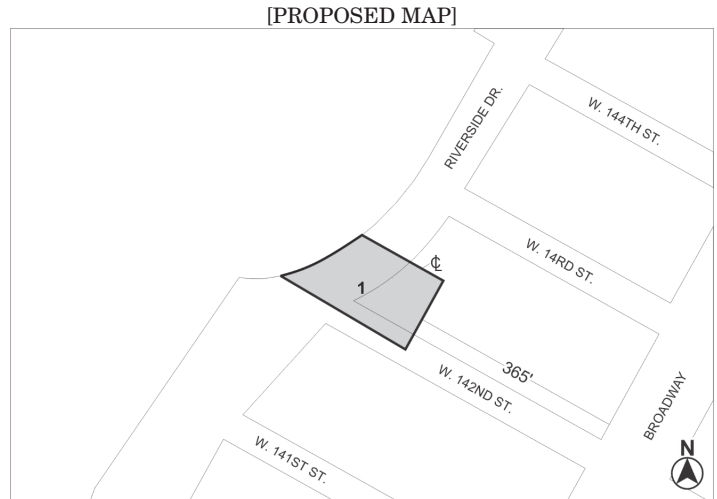 [PROPOSED MAP]
W. 144TH ST.
RIVERSIDE DR.
W. 14RD ST.
℄
1
365'
W. 142ND ST.
BROADWAY
N
W. 141ST ST.